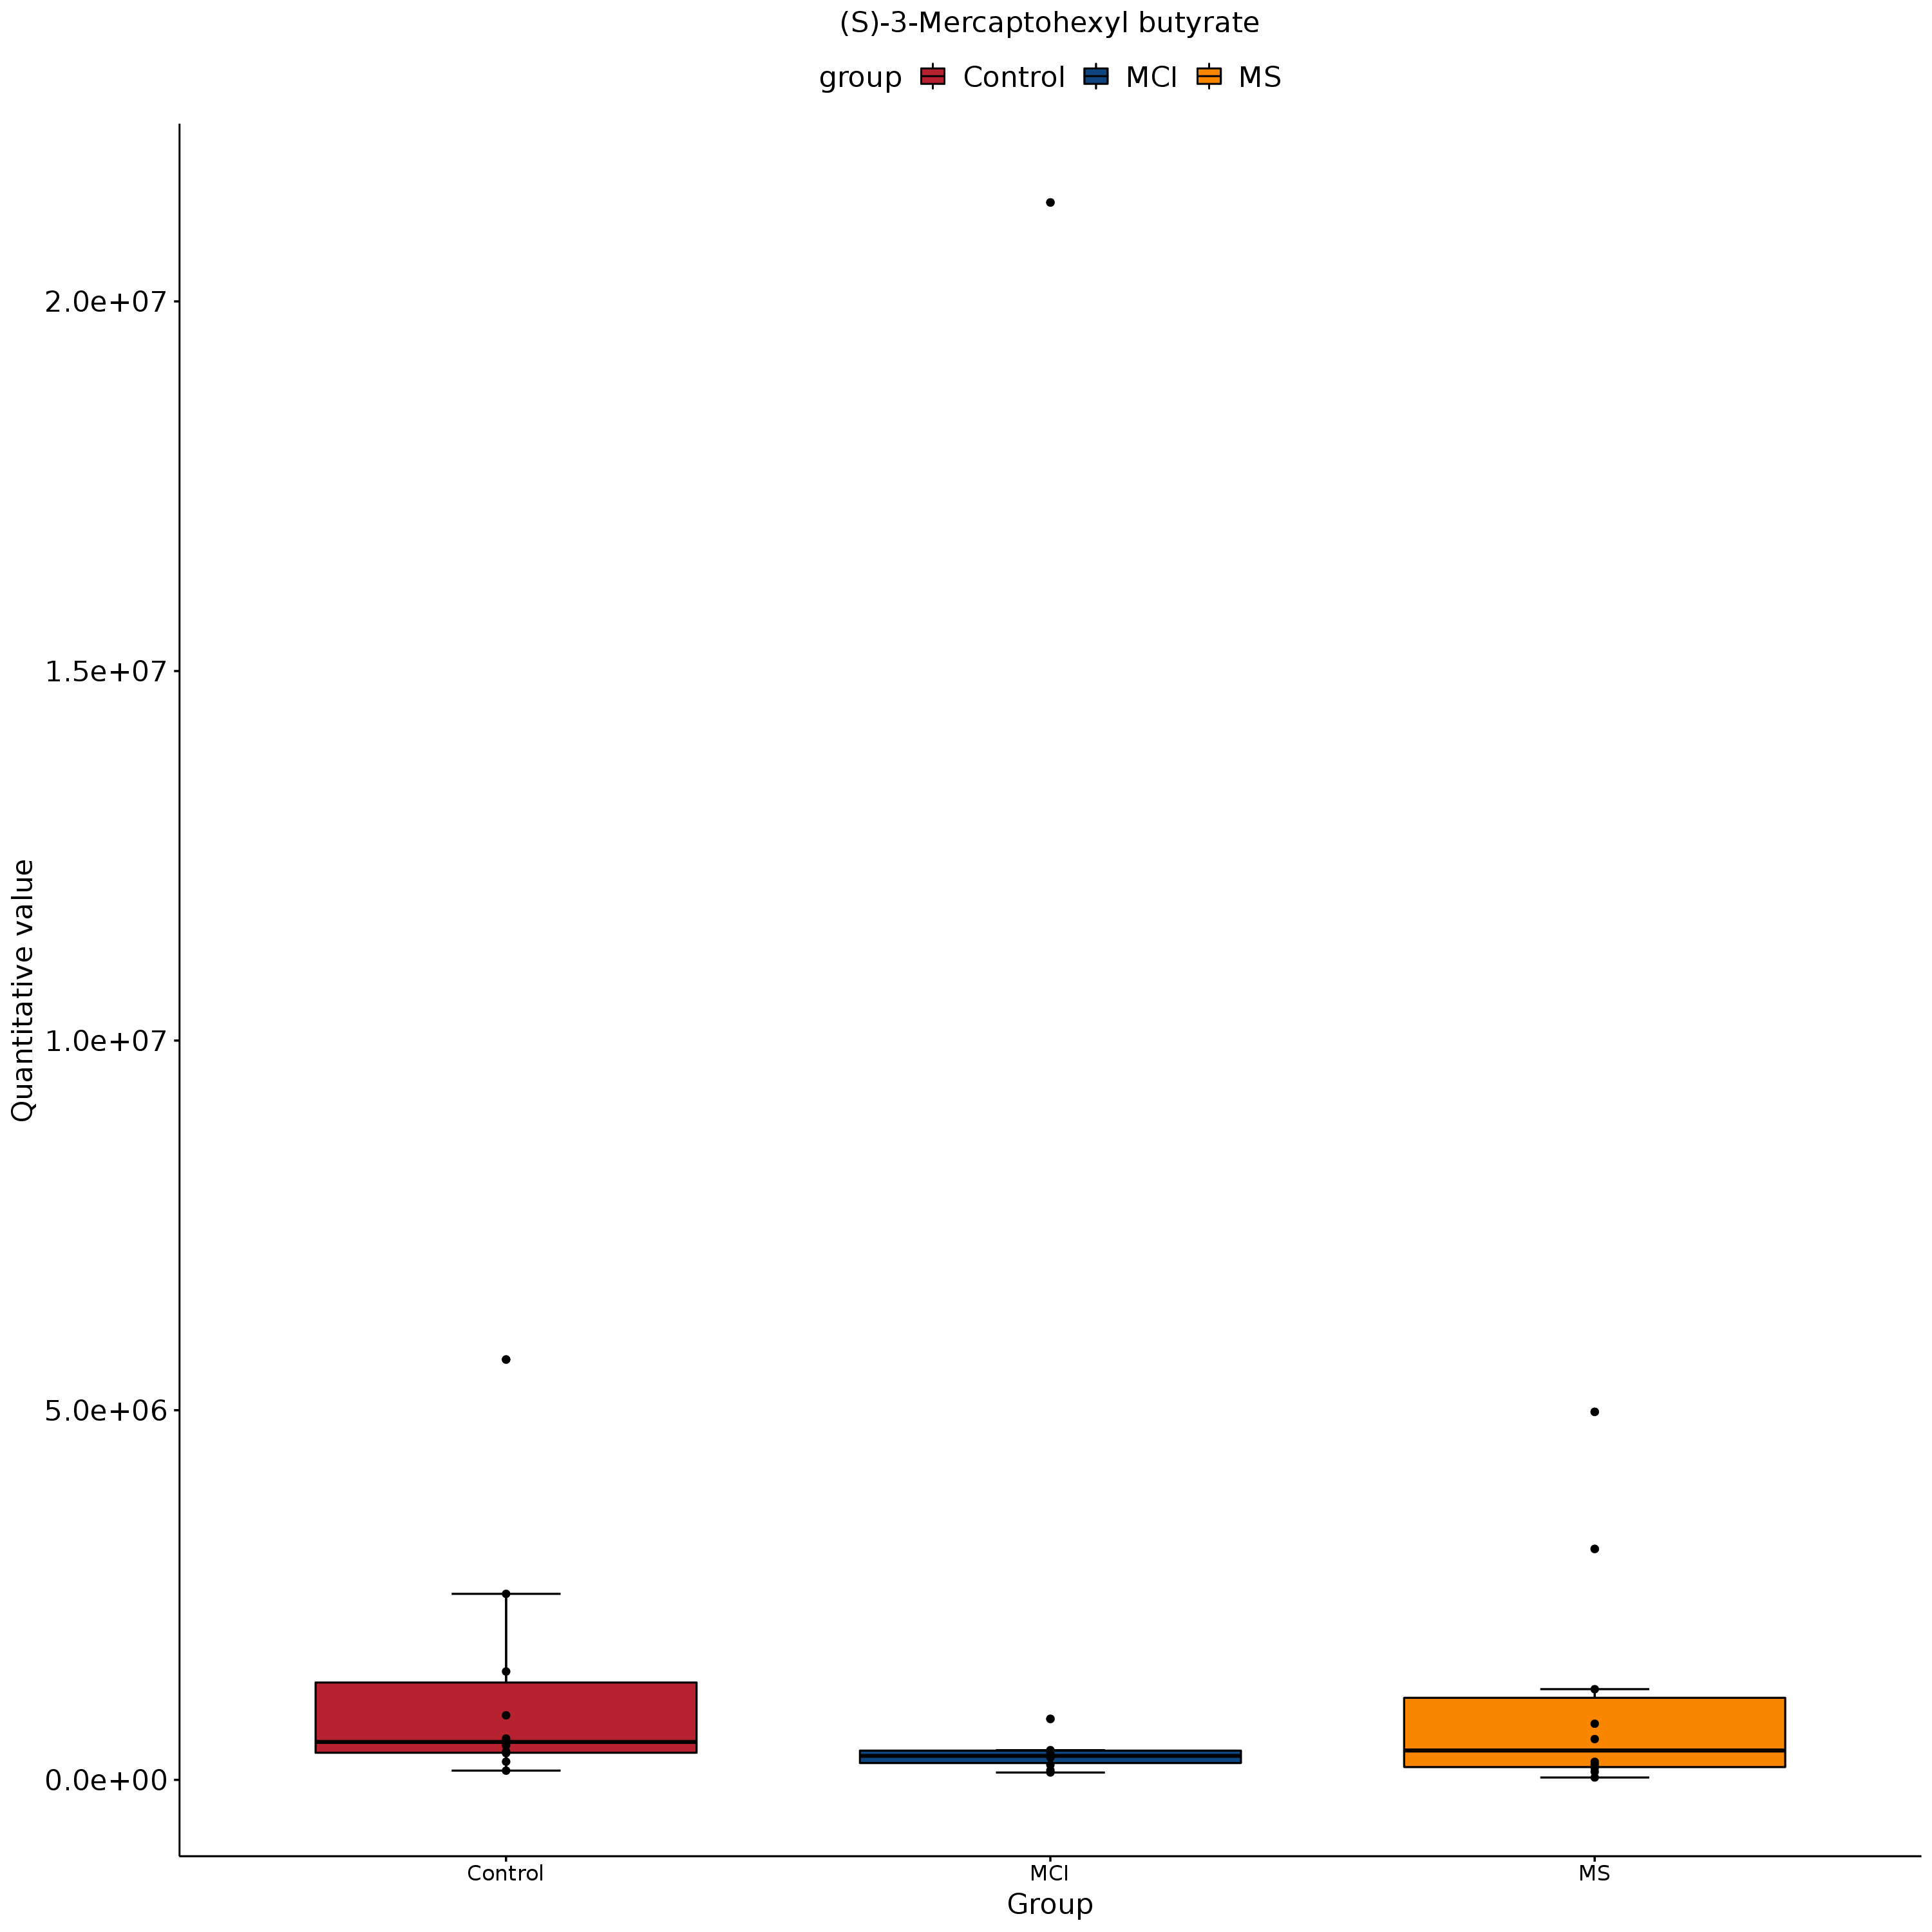 (S)-3-Mercaptohexyl butyrate
group Control MCI MS
2.0e+07
1.5e+07
1.0e+07
5.0e+06
0.0e+00
Quantitative value
Control MCI MS
Group